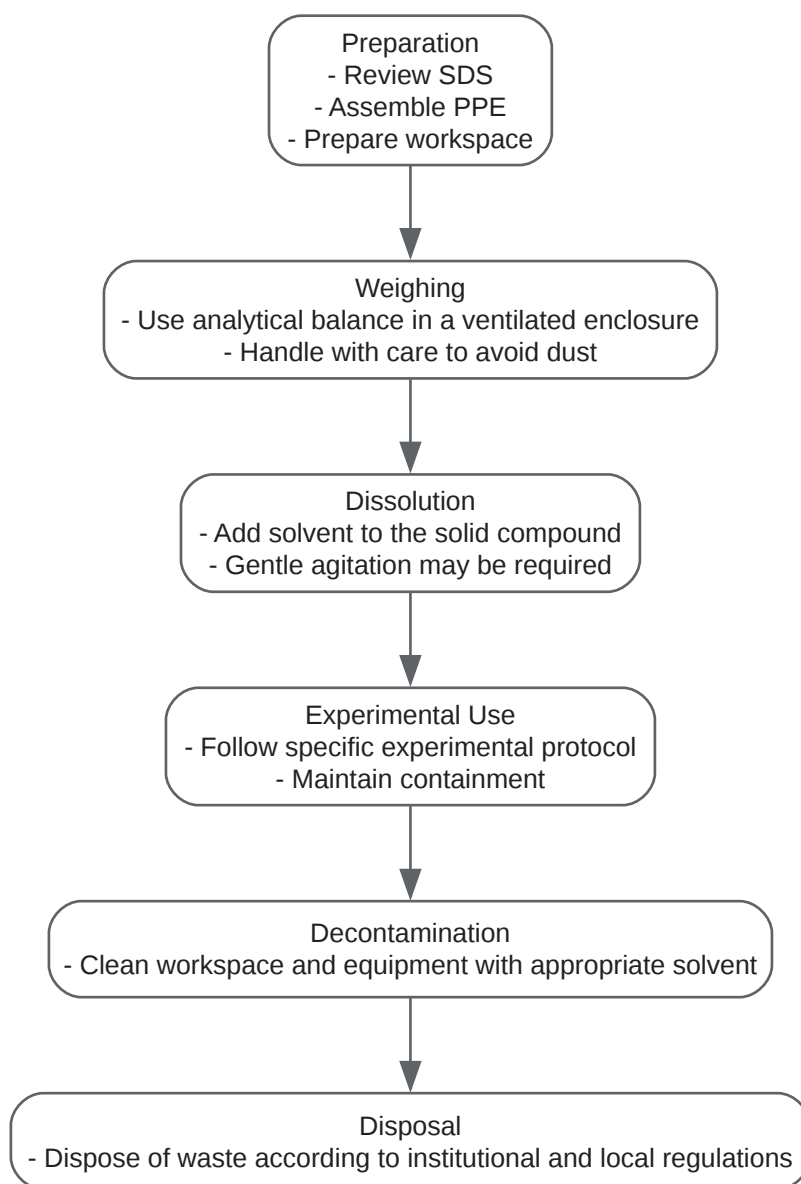 Preparation
- Review SDS
- Assemble PPE
- Prepare workspace
Weighing
- Use analytical balance in a ventilated enclosure
- Handle with care to avoid dust
Dissolution
- Add solvent to the solid compound
- Gentle agitation may be required
Experimental Use
- Follow specific experimental protocol
- Maintain containment
Decontamination
- Clean workspace and equipment with appropriate solvent
Disposal
- Dispose of waste according to institutional and local regulations